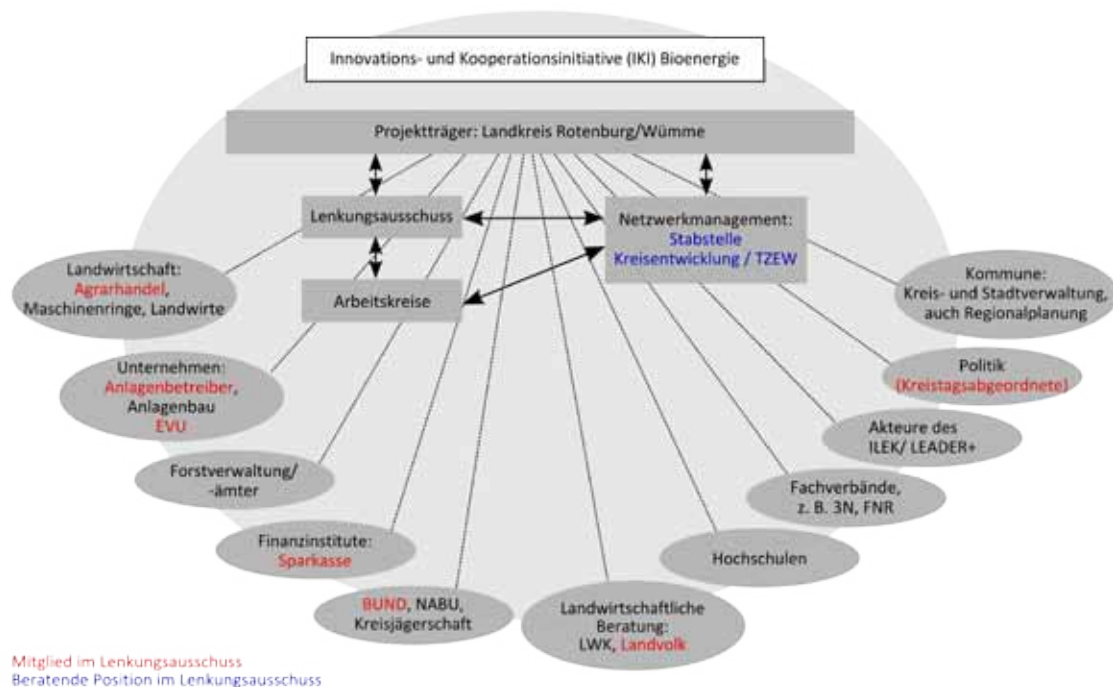 Innovations- und Kooperationsinitiative (IKI) Bioenergie
Projektträger: Landkreis Rotenburg/Wümme
Lenkungsausschuss
Netzwerkmanagement:
Stabstelle
Kreisentwicklung / TZEW
Arbeitskreise
Landwirtschaft:
Agrarhandel,
Maschinenringe, Landwirte
Unternehmen:
Anlagenbetreiber,
Anlagenbau
EVU
Forstverwaltung/
-ämter
Finanzinstitute:
Sparkasse
BUND, NABU,
Kreisjägerschaft
Landwirtschaftliche
Beratung:
LWK, Landvolk
Hochschulen
Fachverbände,
z. B. 3N, FNR
Akteure des
ILEK/ LEADER+
Politik
(Kreistagsabgeordnete)
Kommune:
Kreis- und Stadtverwaltung,
auch Regionalplanung
Mitglied im Lenkungsausschuss
Beratende Position im Lenkungsausschuss